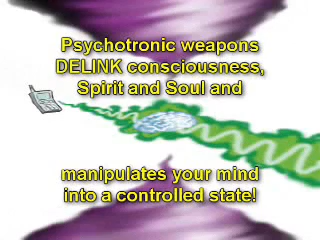 Psychotronic weapons
DELINK consciousness,
Spirit and Soul and
manipulates your mind
into a controlled state!